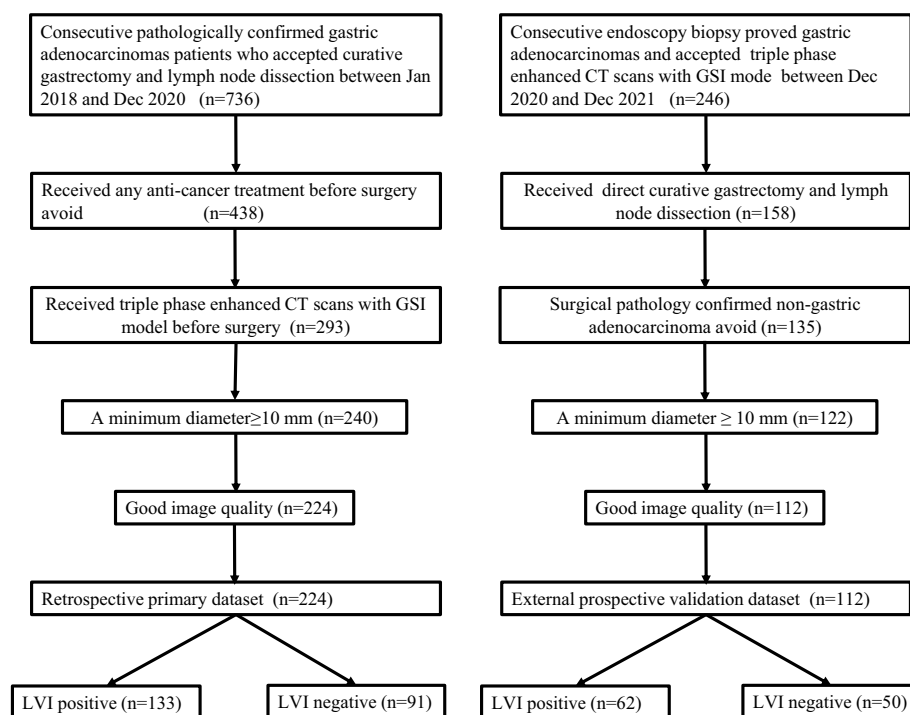 Consecutive pathologically confirmed gastric
adenocarcinomas patients who accepted curative
gastrectomy and lymph node dissection between Jan
2018 and Dec 2020 (n=736)
Received any anti-cancer treatment before surgery
avoid (n=438)
Received triple phase enhanced CT scans with GSI
model before surgery (n=293)
A minimum diameter≥10 mm (n=240)
Good image quality (n=224)
Retrospective primary dataset (n=224)
LVI positive (n=133)
LVI negative (n=91)
Consecutive endoscopy biopsy proved gastric
adenocarcinomas and accepted triple phase
enhanced CT scans with GSI mode between Dec
2020 and Dec 2021 (n=246)
Received direct curative gastrectomy and lymph
node dissection (n=158)
Surgical pathology confirmed non-gastric
adenocarcinoma avoid (n=135)
A minimum diameter ≥ 10 mm (n=122)
Good image quality (n=112)
External prospective validation dataset (n=112)
LVI positive (n=62)
LVI negative (n=50)